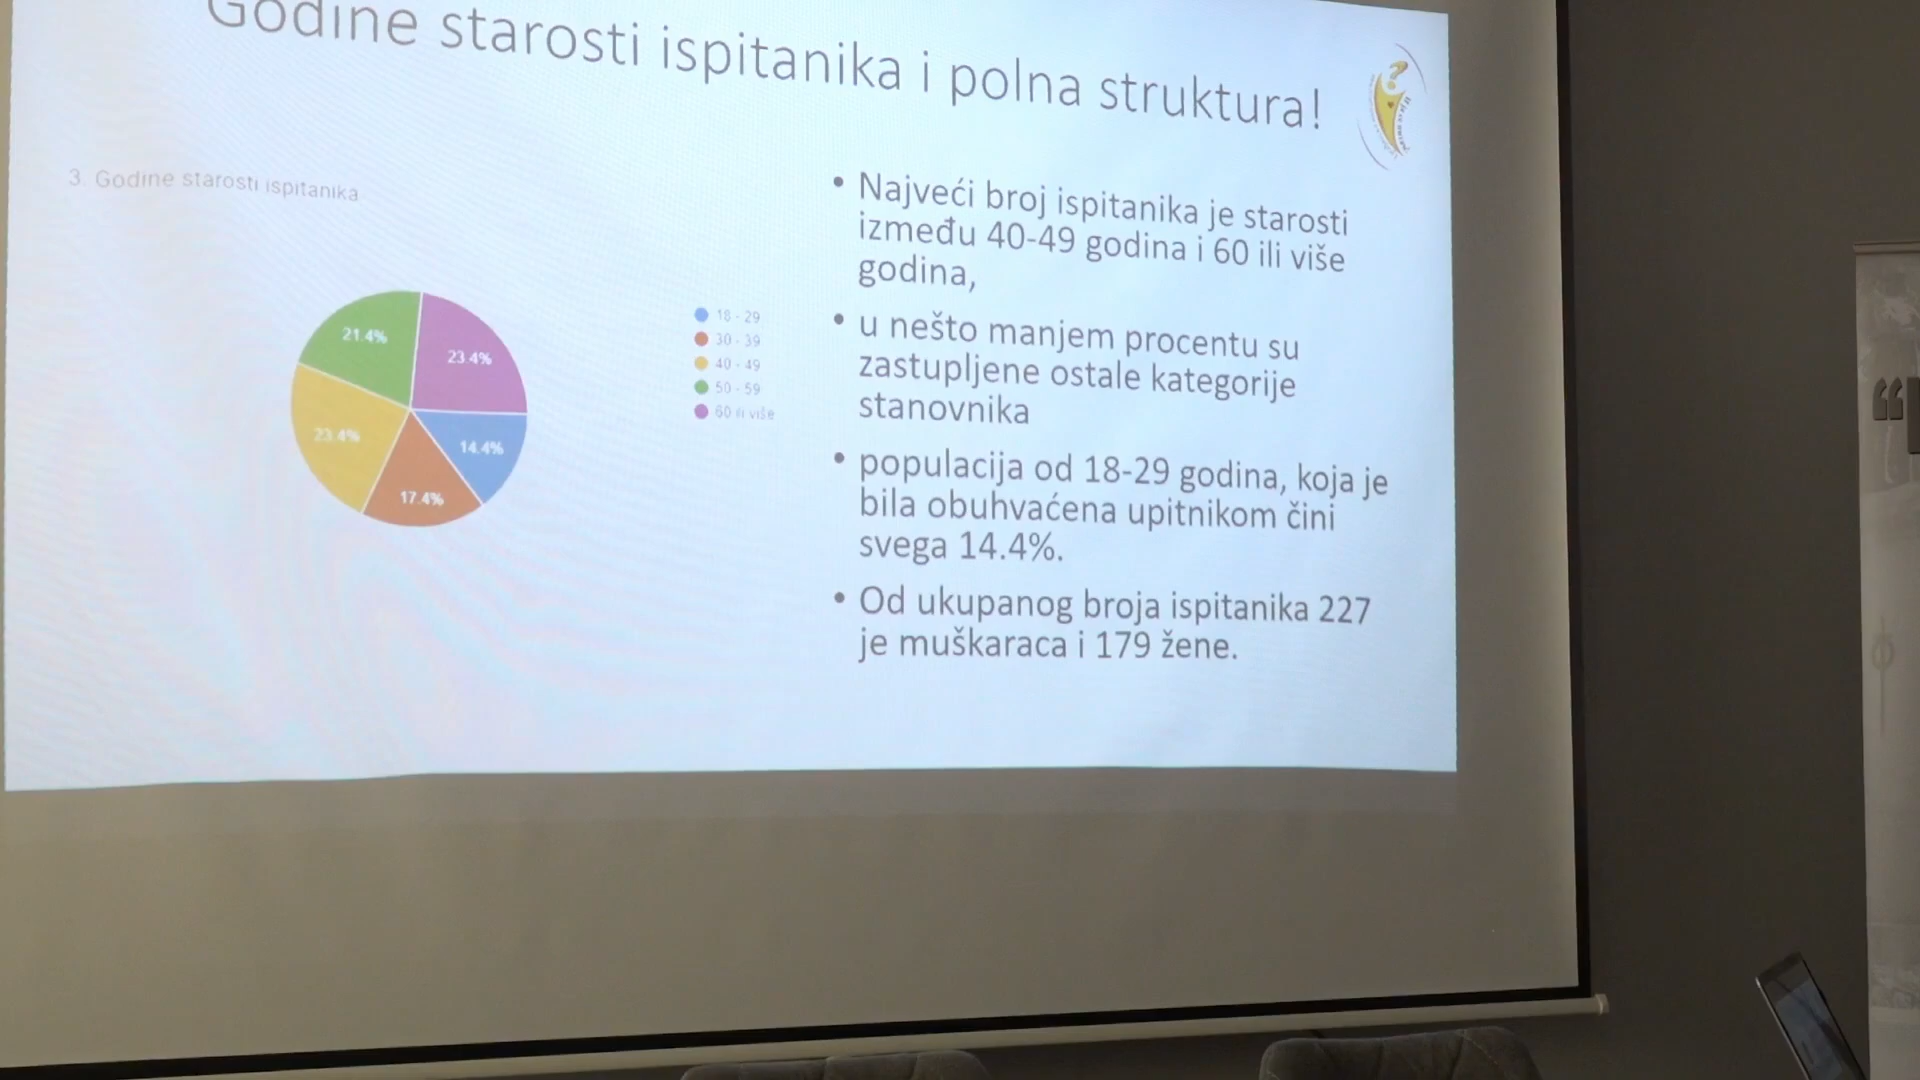 Godine starosti ispitanika i polna struktura!
3. Godine starosti ispitanika
21.4%
23.4%
23.4%
14.4%
17.4%
18 - 29
30 - 39
40 - 49
50 - 59
60 ili više
• Najveći broj ispitanika je starosti
između 40-49 godina i 60 ili više
godina,
• u nešto manjem procentu su
zastupljene ostale kategorije
stanovnika
• populacija od 18-29 godina, koja je
bila obuhvaćena upitnikom čini
svega 14.4%.
• Od ukupanog broja ispitanika 227
je muškaraca i 179 žene.